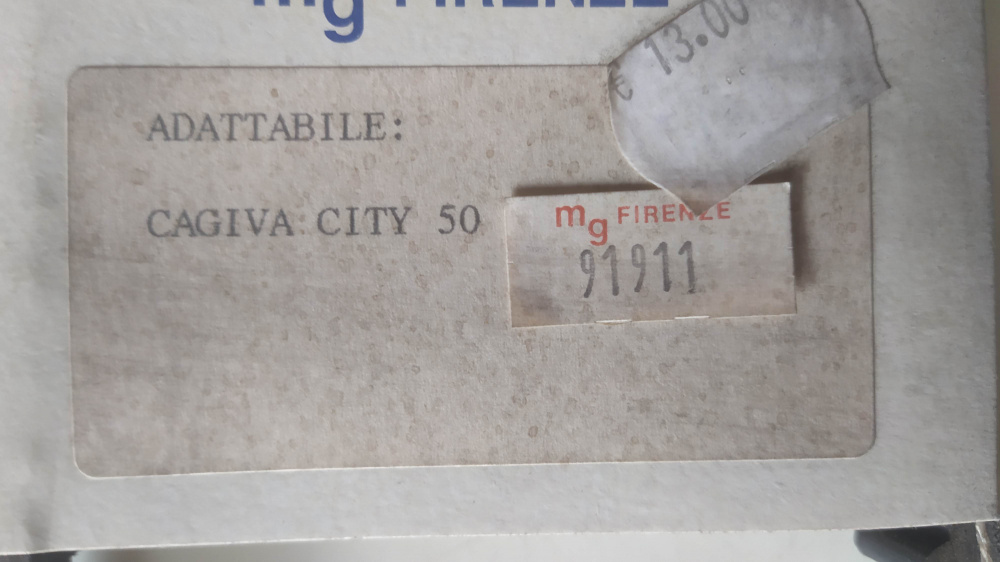 mg FIRENZE
€ 13.00
ADATTABILE:
CAGIVA CITY 50
mg FIRENZE
91911